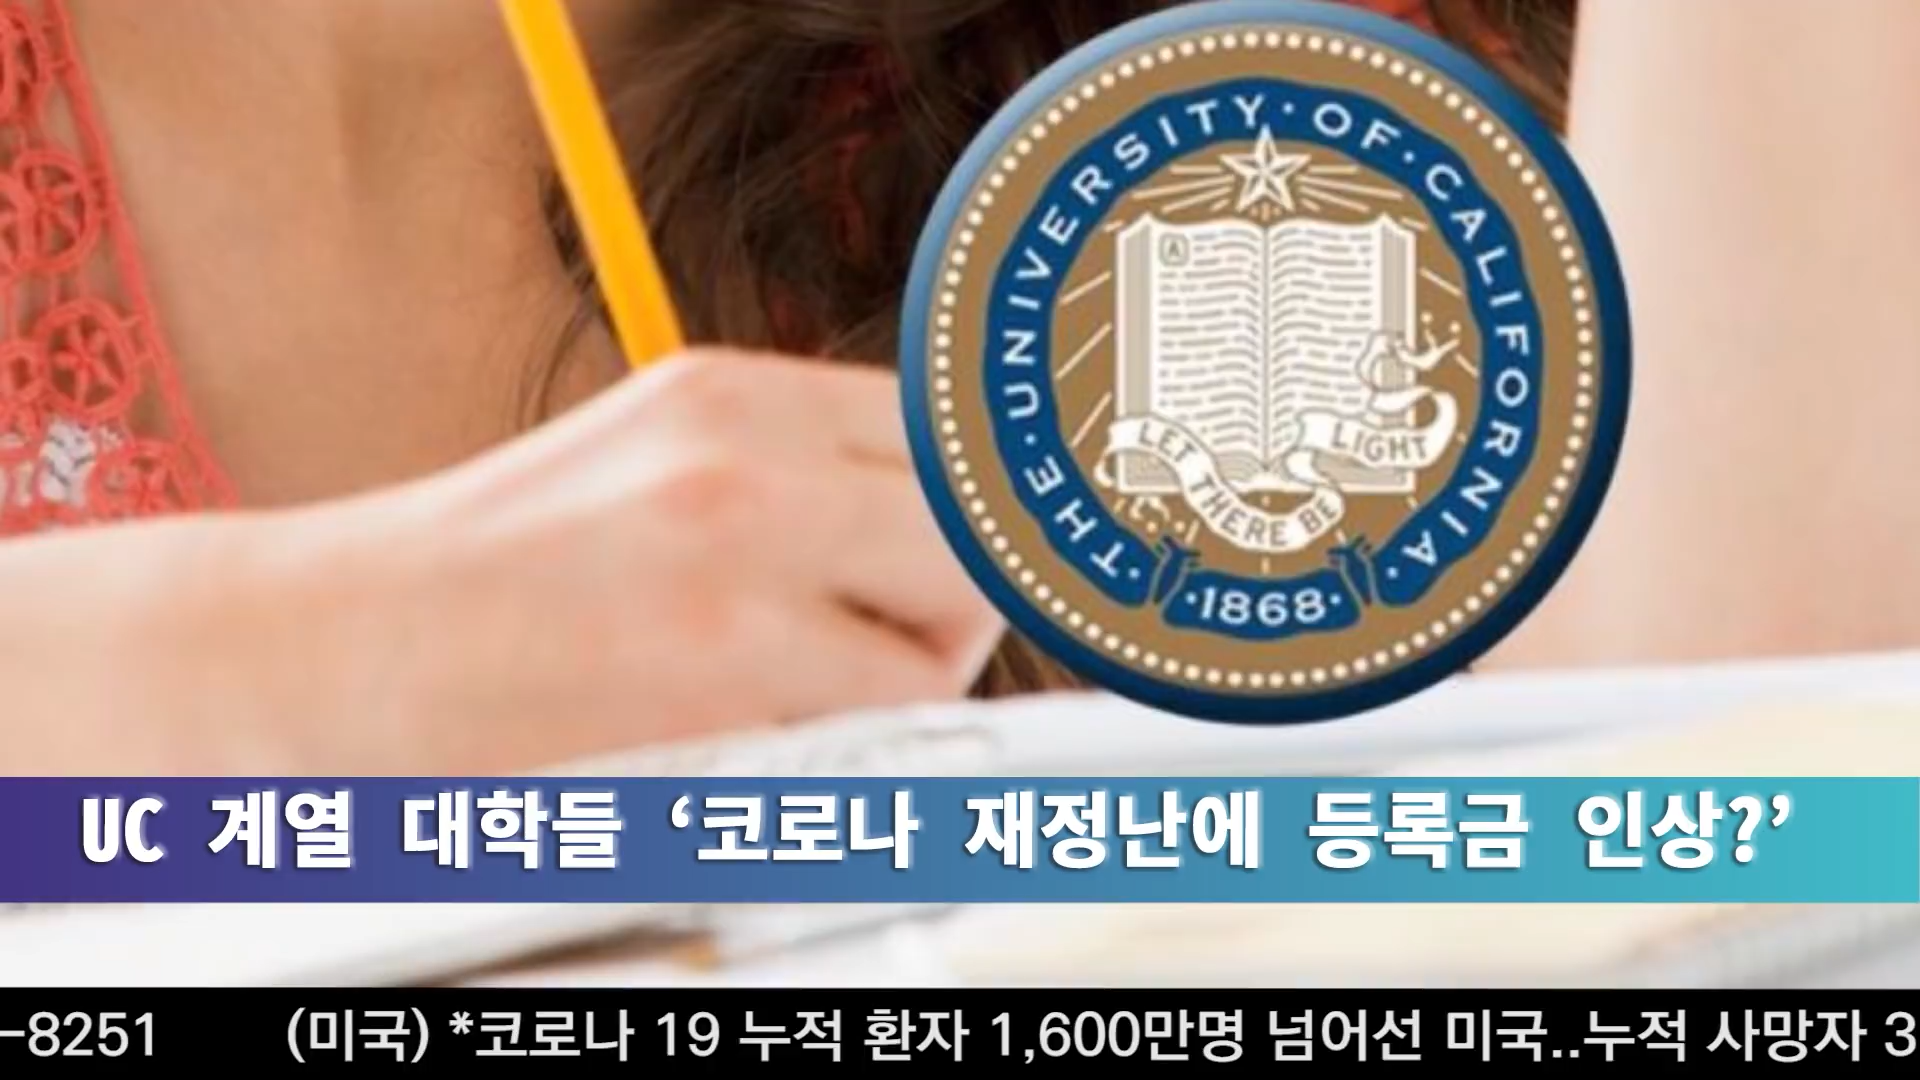 THE · UNIVERSITY · OF · CALIFORNIA
A
LET THERE BE LIGHT
· 1868 ·
UC 계열 대학들 ‘코로나 재정난에 등록금 인상?’
-8251 (미국) *코로나 19 누적 환자 1,600만명 넘어선 미국..누적 사망자 3